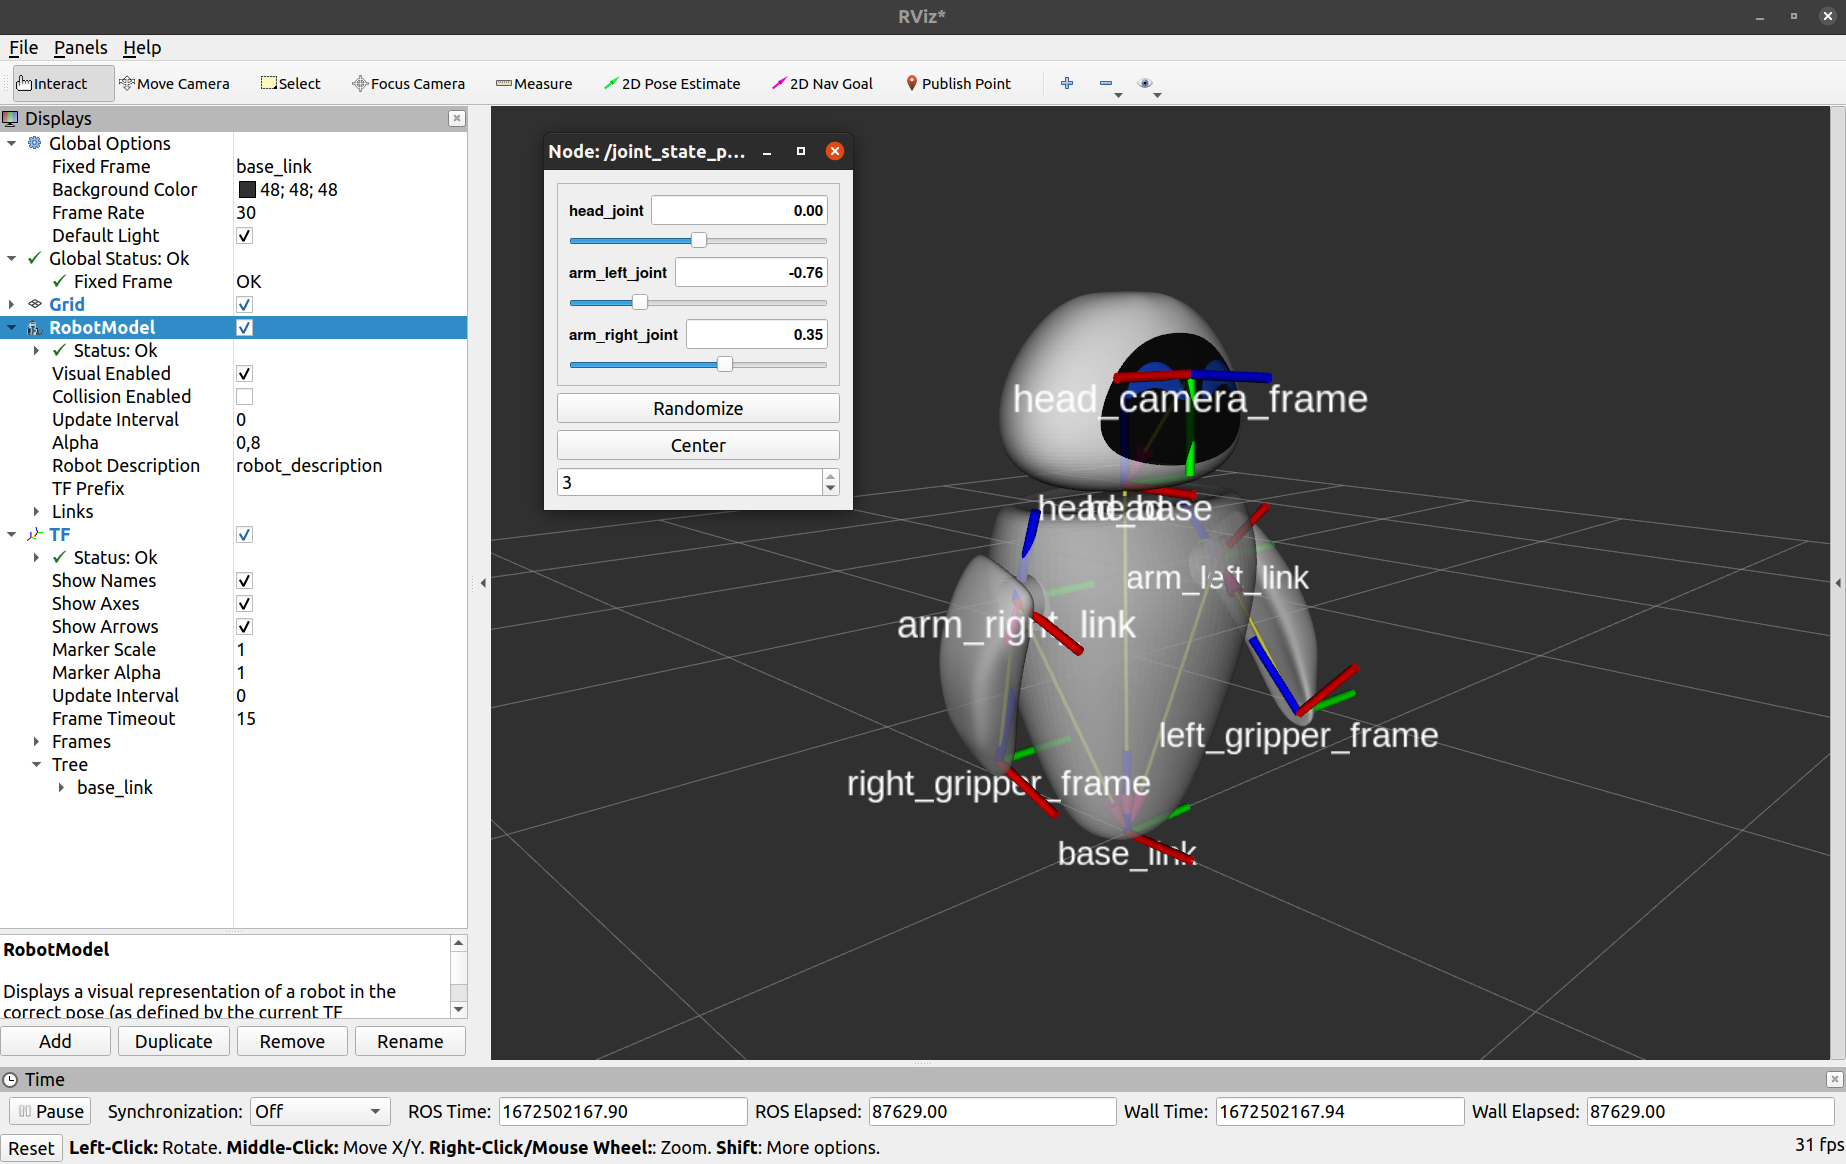 RViz*
File Panels Help
Interact Move Camera Select Focus Camera Measure 2D Pose Estimate 2D Nav Goal Publish Point
Displays
Global Options
Fixed Frame base_link
Background Color 48; 48; 48
Frame Rate 30
Default Light
Global Status: Ok
Fixed Frame OK
Grid
RobotModel
Status: Ok
Visual Enabled
Collision Enabled
Update Interval 0
Alpha 0,8
Robot Description robot_description
TF Prefix
Links
TF
Status: Ok
Show Names
Show Axes
Show Arrows
Marker Scale 1
Marker Alpha 1
Update Interval 0
Frame Timeout 15
Frames
Tree
base_link
RobotModel
Displays a visual representation of a robot in the
correct pose (as defined by the current TF
Add Duplicate Remove Rename
Node: /joint_state_p...
head_joint 0.00
arm_left_joint -0.76
arm_right_joint 0.35
Randomize
Center
3
head_camera_frame
head_base
head
arm_left_link
arm_right_link
left_gripper_frame
right_gripper_frame
base_link
Time
Pause Synchronization: Off ROS Time: 1672502167.90 ROS Elapsed: 87629.00 Wall Time: 1672502167.94 Wall Elapsed: 87629.00
Reset Left-Click: Rotate. Middle-Click: Move X/Y. Right-Click/Mouse Wheel:: Zoom. Shift: More options. 31 fps